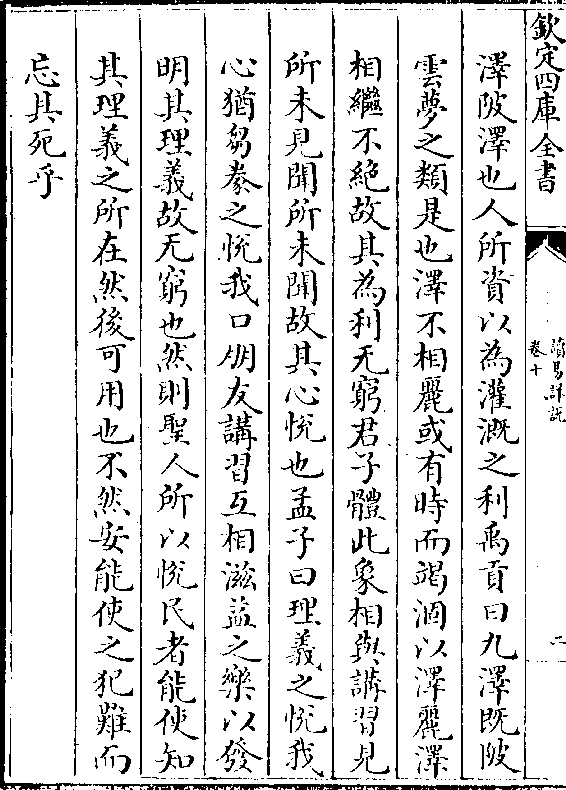 欽定四庫全書
讀易詳說
卷十
二
澤陂澤也人所資以為灌溉之利禹貢曰九澤既陂
雲夢之類是也澤不相麗或有時而竭涸以澤麗澤
相繼不絶故其為利无窮君子體此象相與講習見
所未見聞所未聞故其心悅也孟子曰理義之悅我
心猶芻豢之悅我口朋友講習互相滋益之樂以發
明其理義故无窮也然則聖人所以悅民者能使知
其理義之所在然後可用也不然安能使之犯難而
忘其死乎